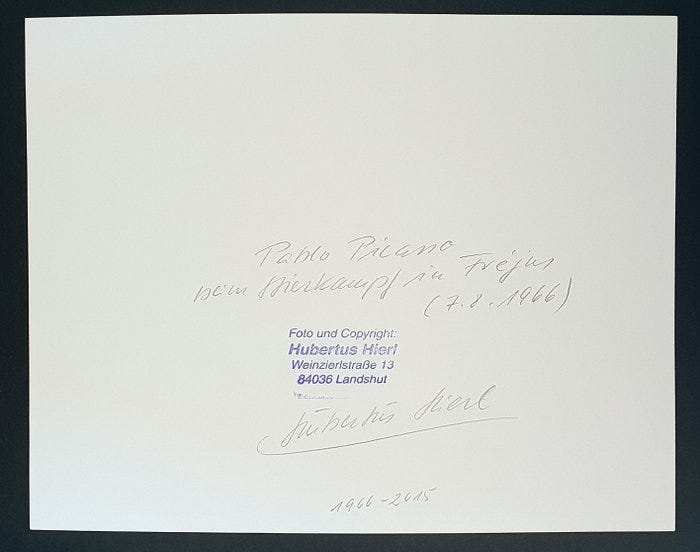 Pablo Picasso
beim Stierkampf in Fréjus
(7.8.1966)
Foto und Copyright:
Hubertus Hierl
Weinzierlstraße 13
84036 Landshut
Hubertus Hierl
1966-2015